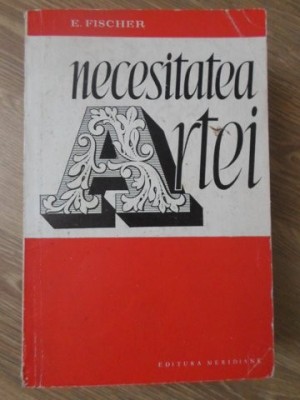 E. FISCHER
necesitatea
Artei
EDITURA MERIDIANE